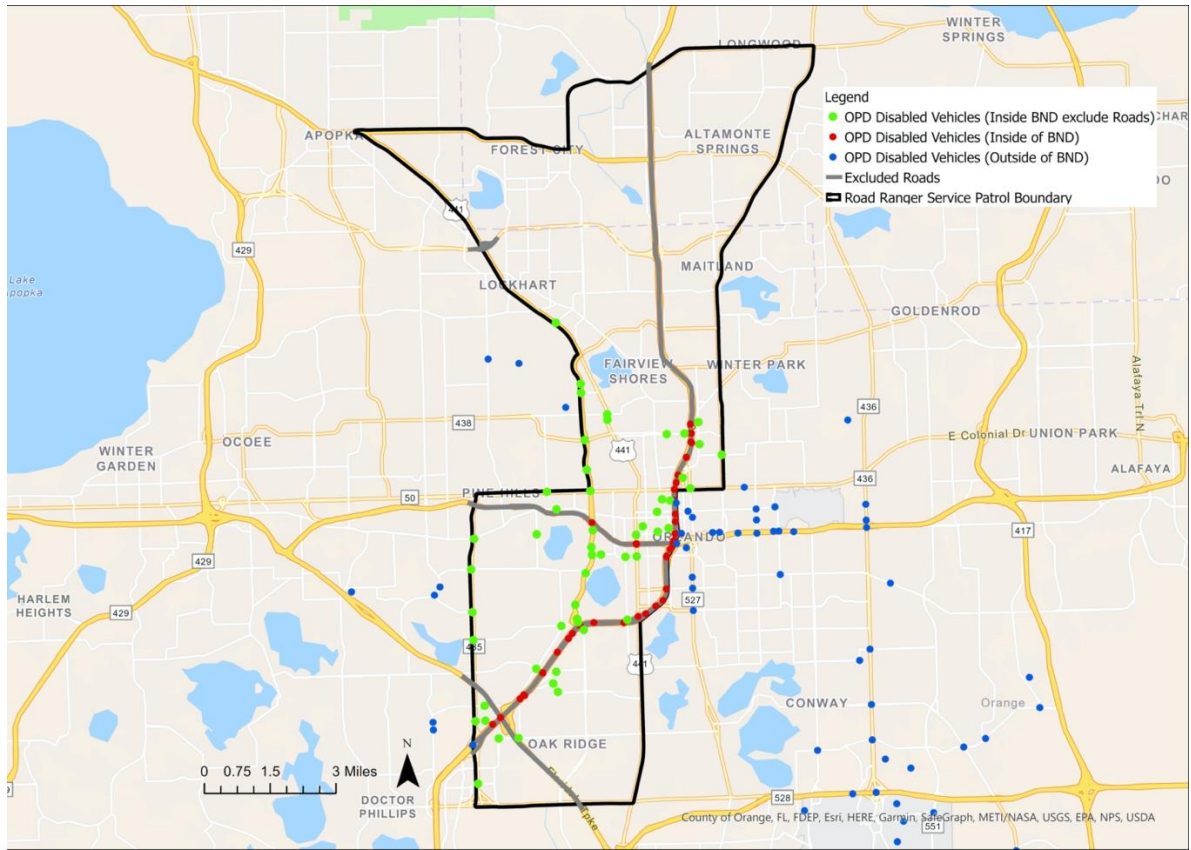 WINTER
SPRINGS
LONGWOOD
Legend
OPD Disabled Vehicles (Inside BND exclude Roads)
OPD Disabled Vehicles (Inside of BND)
OPD Disabled Vehicles (Outside of BND)
Excluded Roads
Road Ranger Service Patrol Boundary
APOPKA
FOREST CITY
ALTAMONTE
SPRINGS
441
429
MAITLAND
Lake
LOCKHART
GOLDENROD
FAIRVIEW
SHORES
WINTER PARK
Alafaya Trl N
436
438
OCOEE
441
E Colonial Dr
UNION PARK
WINTER
GARDEN
ALAFAYA
436
50
PINE HILLS
417
ORLANDO
429
HARLEM
HEIGHTS
429
527
441
CONWAY
Orange
OAK RIDGE
N
0 0.75 1.5 3 Miles
DOCTOR
PHILLIPS
528
County of Orange, FL, FDEP, Esri, HERE, Garmin, SafeGraph, METI/NASA, USGS, EPA, NPS, USDA
551